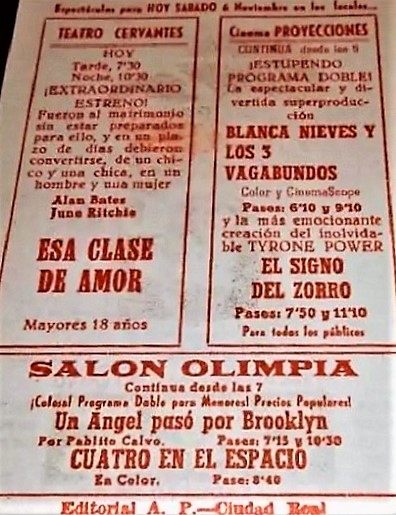 Espectáculos para HOY SABADO 6 Noviembre en los locales...
TEATRO CERVANTES
HOY
Tarde, 7'30
Noche, 10'30
¡EXTRAORDINARIO
ESTRENO!
Fueron al matrimonio
sin estar preparados
para ello, y en un pla-
zo de días debieron
convertirse, de un chi-
co y una chica, en un
hombre y una mujer
Alan Bates
June Ritchie
ESA CLASE
DE AMOR
Mayores 18 años
Cinema PROYECCIONES
CONTINUA desde las 6
¡ESTUPENDO
PROGRAMA DOBLE!
La espectacular y di-
vertida superproduc-
ción
BLANCA NIEVES Y
LOS 3
VAGABUNDOS
Color y CinemaScope
Pases: 6'10 y 9'10
y la más emocionante
creación del inolvida-
ble TYRONE POWER
EL SIGNO
DEL ZORRO
Pases: 7'50 y 11'10
Para todos los públicos
SALON OLIMPIA
Continua desde las 7
¡Colosal Programa Doble para Menores! Precios Populares!
Un Ángel pasó por Brooklyn
Por Pablito Calvo. Pases: 7'15 y 10'30
CUATRO EN EL ESPACIO
En Color. Pase: 8'40
Editorial A. P.—Ciudad Real